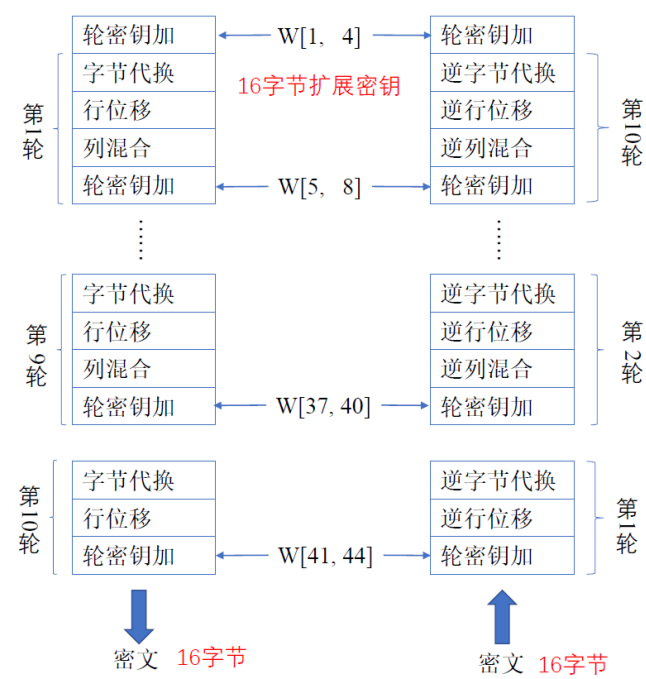 轮密钥加 W[1, 4] 轮密钥加
字节代换 16字节扩展密钥 逆字节代换
行位移 逆行位移
列混合 逆列混合
轮密钥加 W[5, 8] 轮密钥加
第1轮
第10轮
…… ……
字节代换 逆字节代换
行位移 逆行位移
列混合 逆列混合
轮密钥加 W[37, 40] 轮密钥加
第9轮
第2轮
字节代换 逆字节代换
行位移 逆行位移
轮密钥加 W[41, 44] 轮密钥加
第10轮
第1轮
密文 16字节 密文 16字节